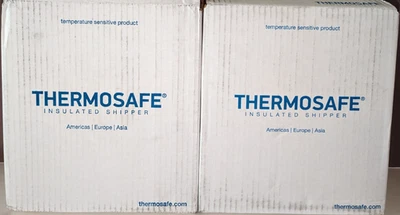 temperature sensitive product
THERMOSAFE®
INSULATED SHIPPER
Americas | Europe | Asia
thermosafe.com
temperature sensitive product
THERMOSAFE®
INSULATED SHIPPER
Americas | Europe | Asia
thermosafe.com
THERMOSAFE